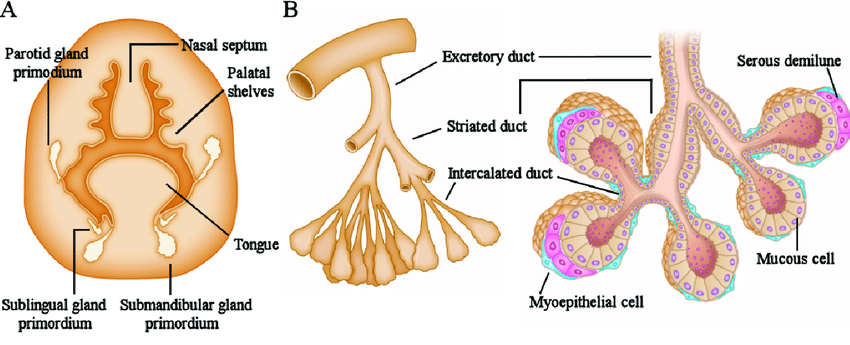 A
Parotid gland
primodium
Nasal septum
Palatal
shelves
Tongue
Sublingual gland
primordium
Submandibular gland
primordium
B
Excretory duct
Striated duct
Intercalated duct
Serous demilune
Mucous cell
Myoepithelial cell